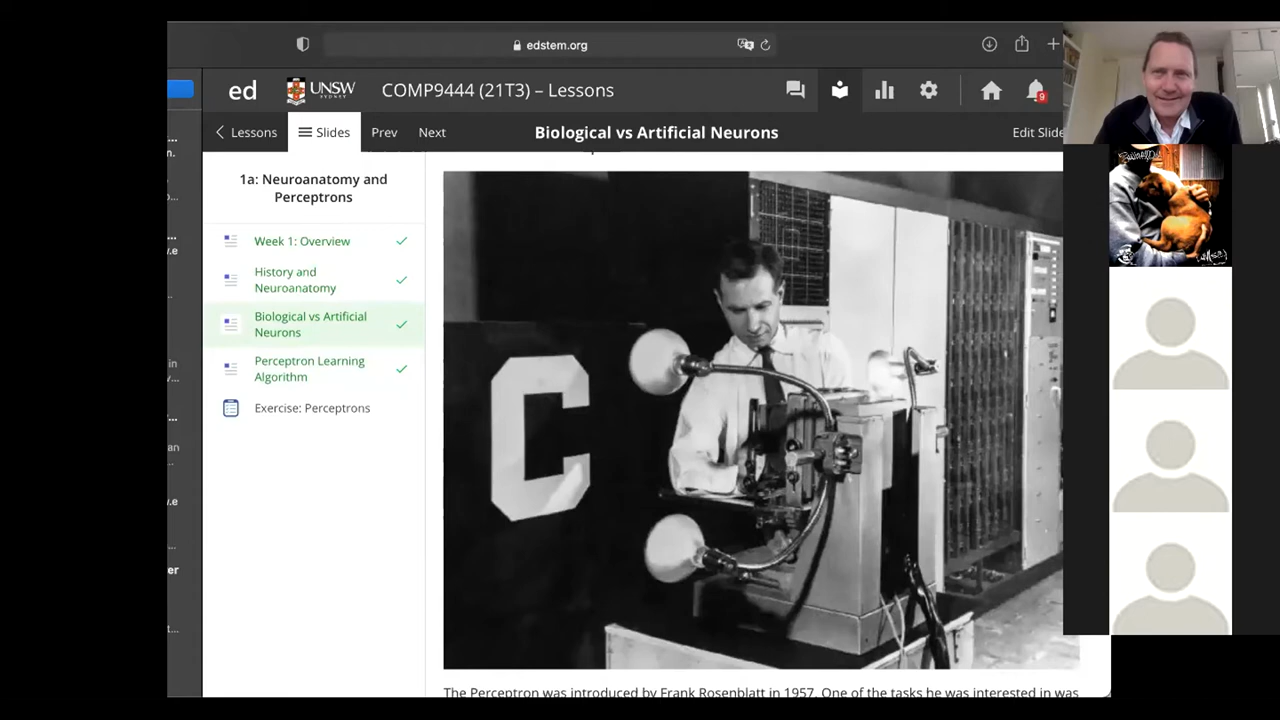 edstem.org
ed
UNSW
SYDNEY
COMP9444 (21T3) – Lessons
9
Lessons
Slides
Prev
Next
Biological vs Artificial Neurons
Edit Slide
1a: Neuroanatomy and
Perceptrons
Week 1: Overview
History and
Neuroanatomy
Biological vs Artificial
Neurons
Perceptron Learning
Algorithm
Exercise: Perceptrons
C
The Perceptron was introduced by Frank Rosenblatt in 1957. One of the tasks he was interested in was